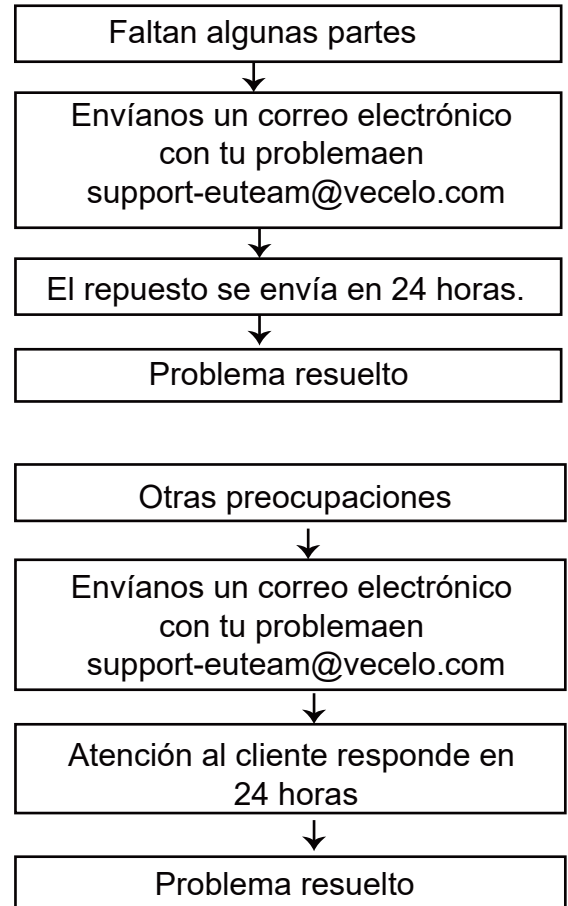 Faltan algunas partes
Envíanos un correo electrónico
con tu problemaen
support-euteam@vecelo.com
El repuesto se envía en 24 horas.
Problema resuelto
Otras preocupaciones
Envíanos un correo electrónico
con tu problemaen
support-euteam@vecelo.com
Atención al cliente responde en
24 horas
Problema resuelto